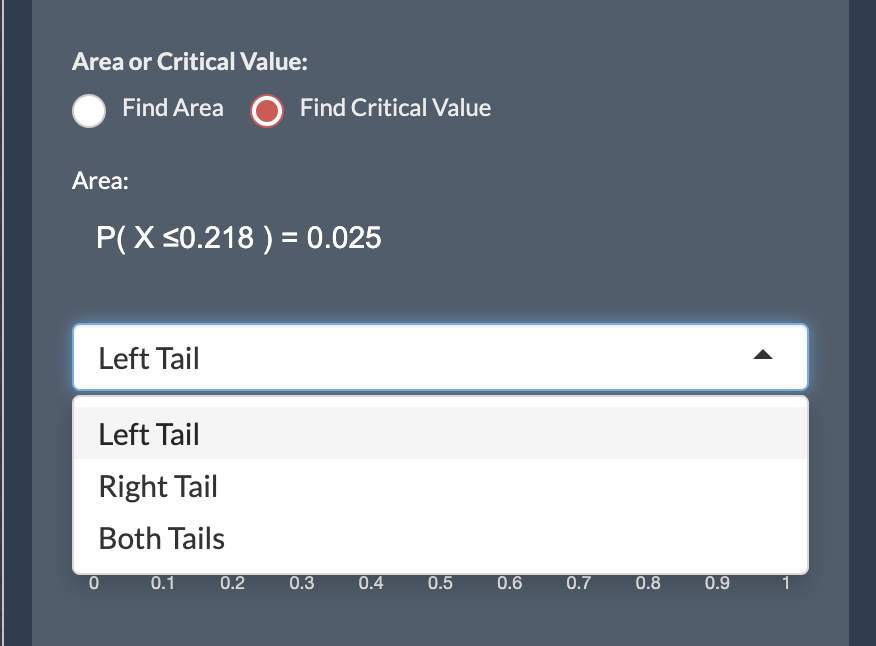 Area or Critical Value:
Find Area Find Critical Value
Area:
P( X ≤0.218 ) = 0.025
Left Tail
Left Tail
Right Tail
Both Tails
0 0.1 0.2 0.3 0.4 0.5 0.6 0.7 0.8 0.9 1